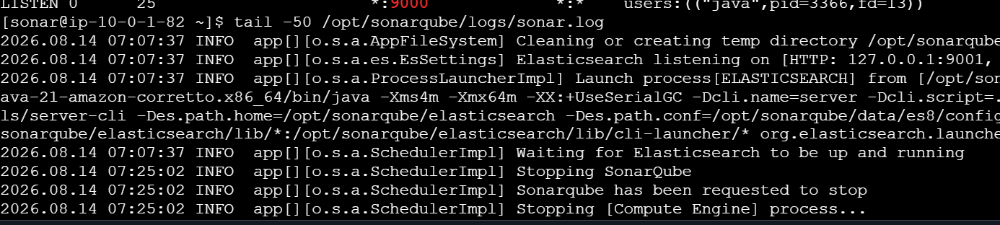 LISTEN 0      25                      *:9000             *:*    users:(("java",pid=3366,fd=13))
[sonar@ip-10-0-1-82 ~]$ tail -50 /opt/sonarqube/logs/sonar.log
2026.08.14 07:07:37 INFO  app[][o.s.a.AppFileSystem] Cleaning or creating temp directory /opt/sonarqube
2026.08.14 07:07:37 INFO  app[][o.s.a.es.EsSettings] Elasticsearch listening on [HTTP: 127.0.0.1:9001,
2026.08.14 07:07:37 INFO  app[][o.s.a.ProcessLauncherImpl] Launch process[ELASTICSEARCH] from [/opt/son
ava-21-amazon-corretto.x86_64/bin/java -Xms4m -Xmx64m -XX:+UseSerialGC -Dcli.name=server -Dcli.script=.
ls/server-cli -Des.path.home=/opt/sonarqube/elasticsearch -Des.path.conf=/opt/sonarqube/data/es8/config
sonarqube/elasticsearch/lib/*:/opt/sonarqube/elasticsearch/lib/cli-launcher/* org.elasticsearch.launche
2026.08.14 07:07:37 INFO  app[][o.s.a.SchedulerImpl] Waiting for Elasticsearch to be up and running
2026.08.14 07:25:02 INFO  app[][o.s.a.SchedulerImpl] Stopping SonarQube
2026.08.14 07:25:02 INFO  app[][o.s.a.SchedulerImpl] Sonarqube has been requested to stop
2026.08.14 07:25:02 INFO  app[][o.s.a.SchedulerImpl] Stopping [Compute Engine] process...